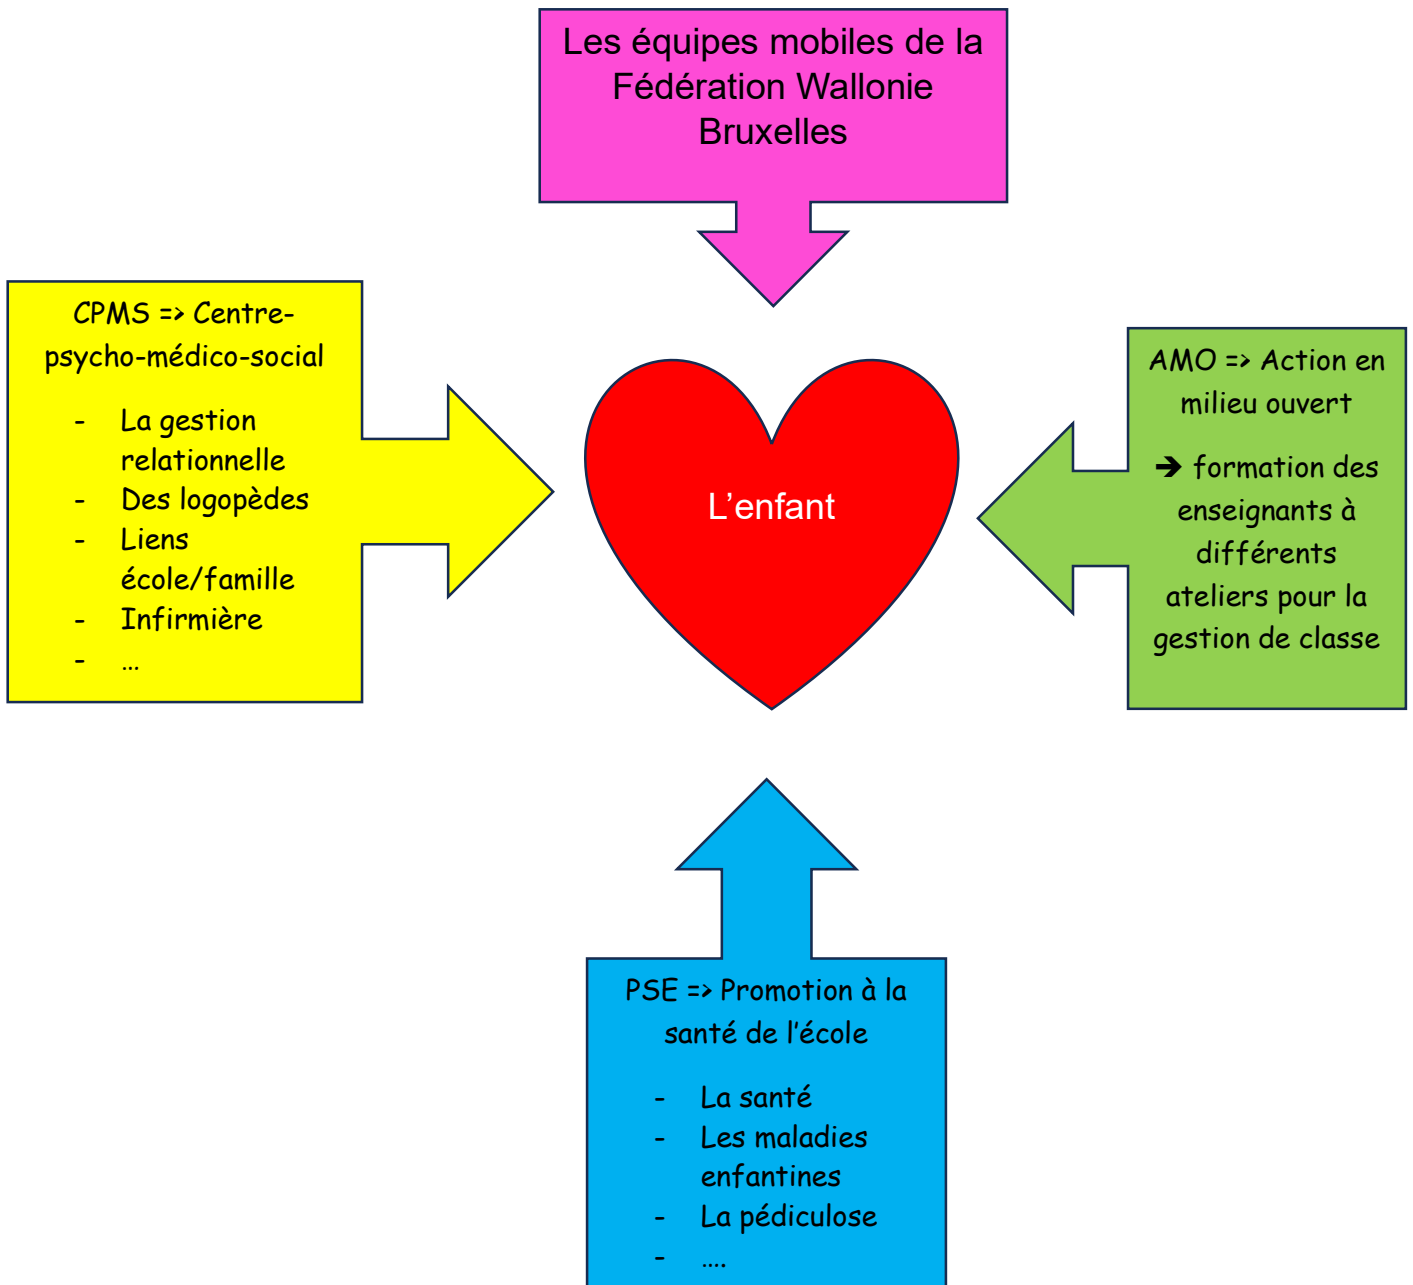 Les équipes mobiles de la
Fédération Wallonie
Bruxelles
CPMS => Centre-
psycho-médico-social
- La gestion
relationnelle
- Des logopèdes
- Liens
école/famille
- Infirmière
- …
L’enfant
AMO => Action en
milieu ouvert
➔ formation des
enseignants à
différents
ateliers pour la
gestion de classe
PSE => Promotion à la
santé de l’école
- La santé
- Les maladies
enfantines
- La pédiculose
- ….